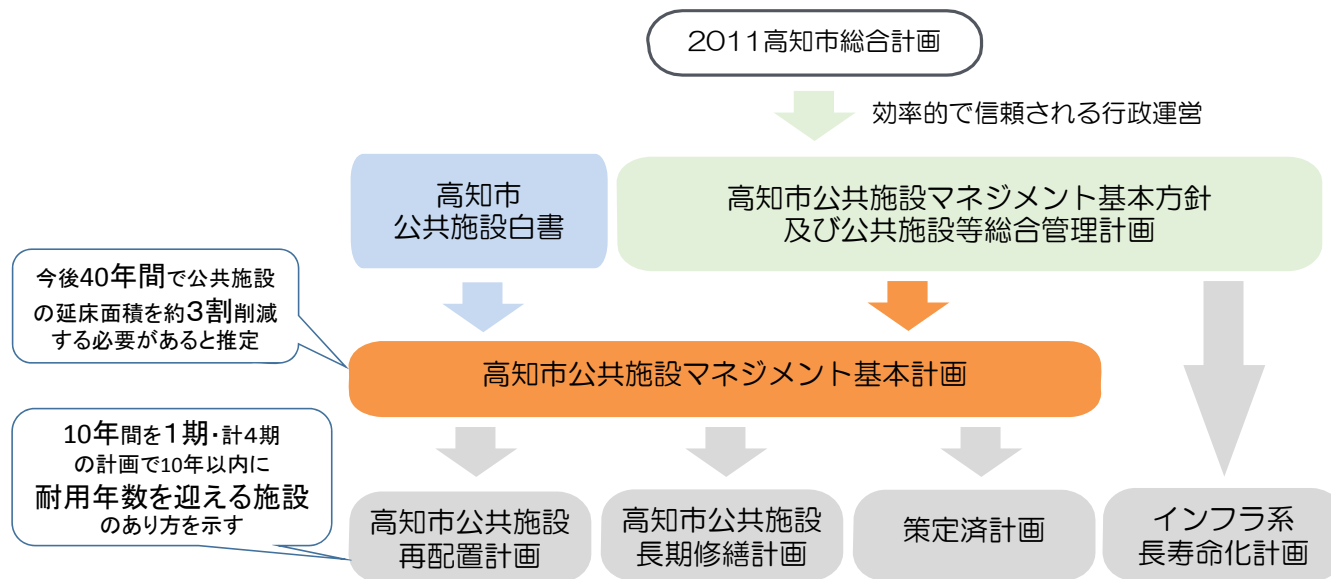 2011高知市総合計画
効率的で信頼される行政運営
高知市
公共施設白書
高知市公共施設マネジメント基本方針
及び公共施設等総合管理計画
今後40年間で公共施設
の延床面積を約3割削減
する必要があると推定
高知市公共施設マネジメント基本計画
10年間を1期・計4期
の計画で10年以内に
耐用年数を迎える施設
のあり方を示す
高知市公共施設
再配置計画
高知市公共施設
長期修繕計画
策定済計画
インフラ系
長寿命化計画